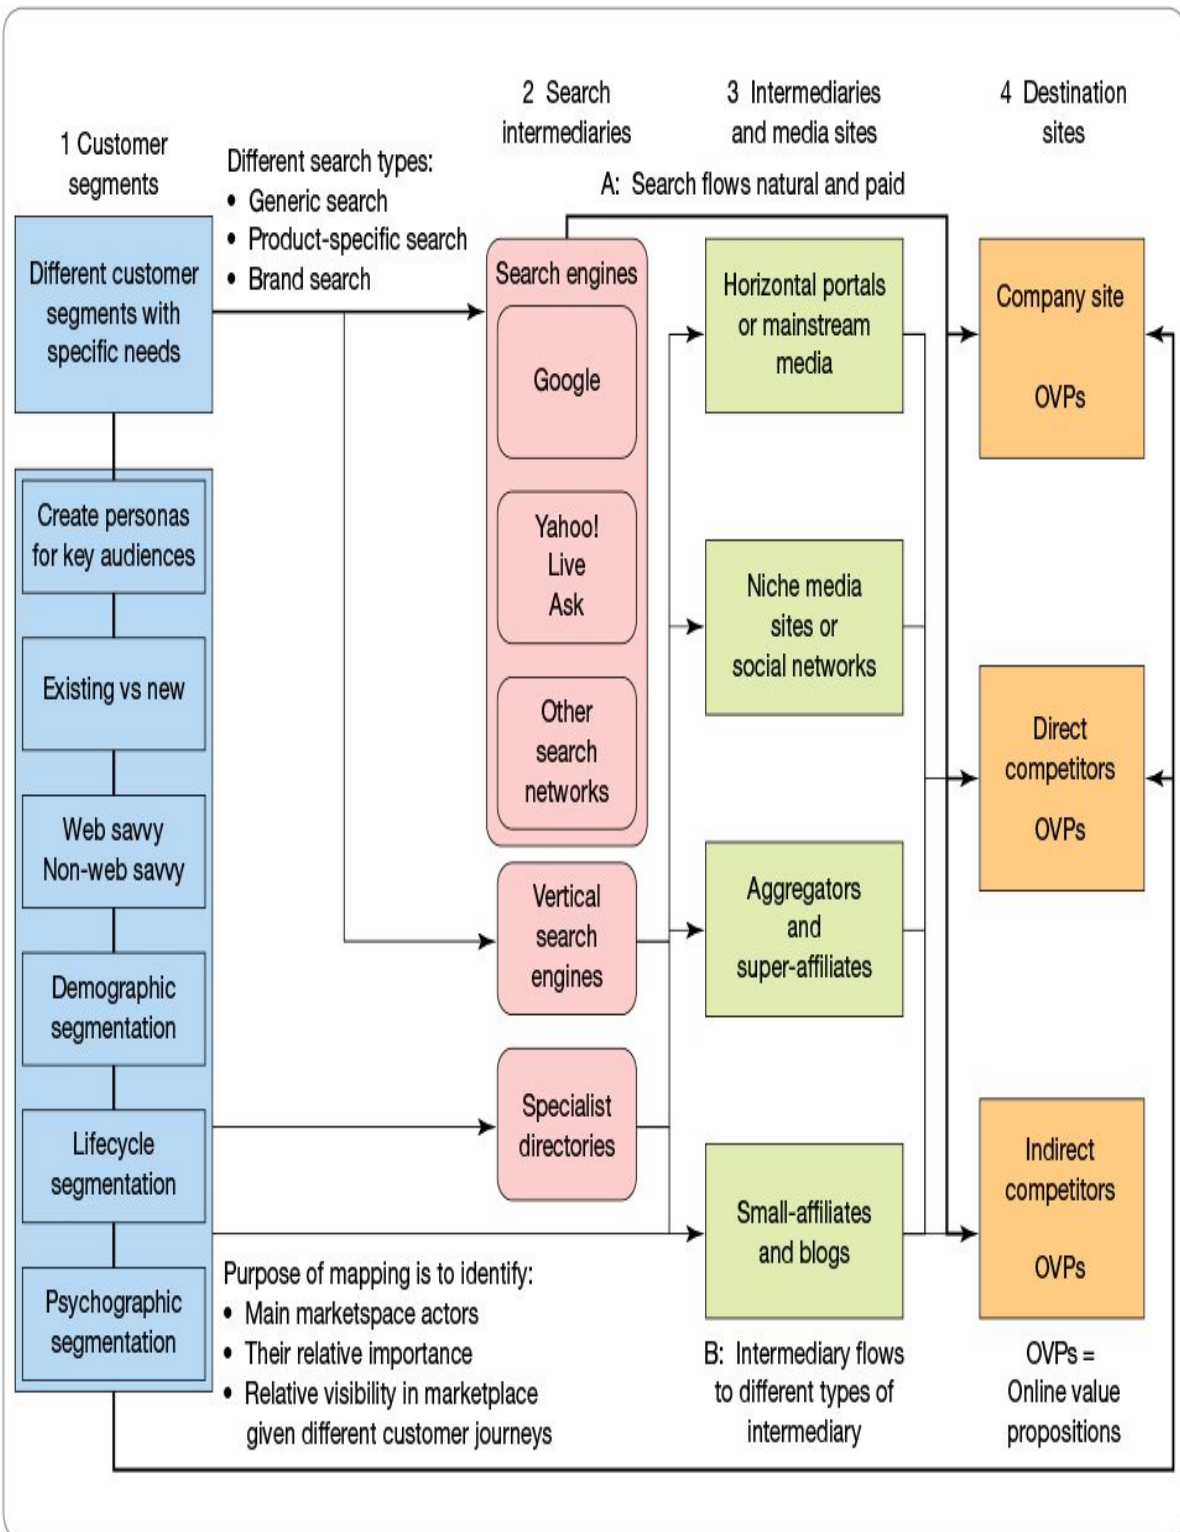 1 Customer
segments
Different customer
segments with
specific needs
Create personas
for key audiences
Existing vs new
Web savvy
Non-web savvy
Demographic
segmentation
Lifecycle
segmentation
Psychographic
segmentation
Different search types:
• Generic search
• Product-specific search
• Brand search
Purpose of mapping is to identify:
• Main marketspace actors
• Their relative importance
• Relative visibility in marketplace
given different customer journeys
2 Search
intermediaries
Search engines
Google
Yahoo!
Live
Ask
Other
search
networks
Vertical
search
engines
Specialist
directories
3 Intermediaries
and media sites
A: Search flows natural and paid
Horizontal portals
or mainstream
media
Niche media
sites or
social networks
Aggregators
and
super-affiliates
Small-affiliates
and blogs
B: Intermediary flows
to different types of
intermediary
4 Destination
sites
Company site
OVPs
Direct
competitors
OVPs
Indirect
competitors
OVPs
OVPs =
Online value
propositions